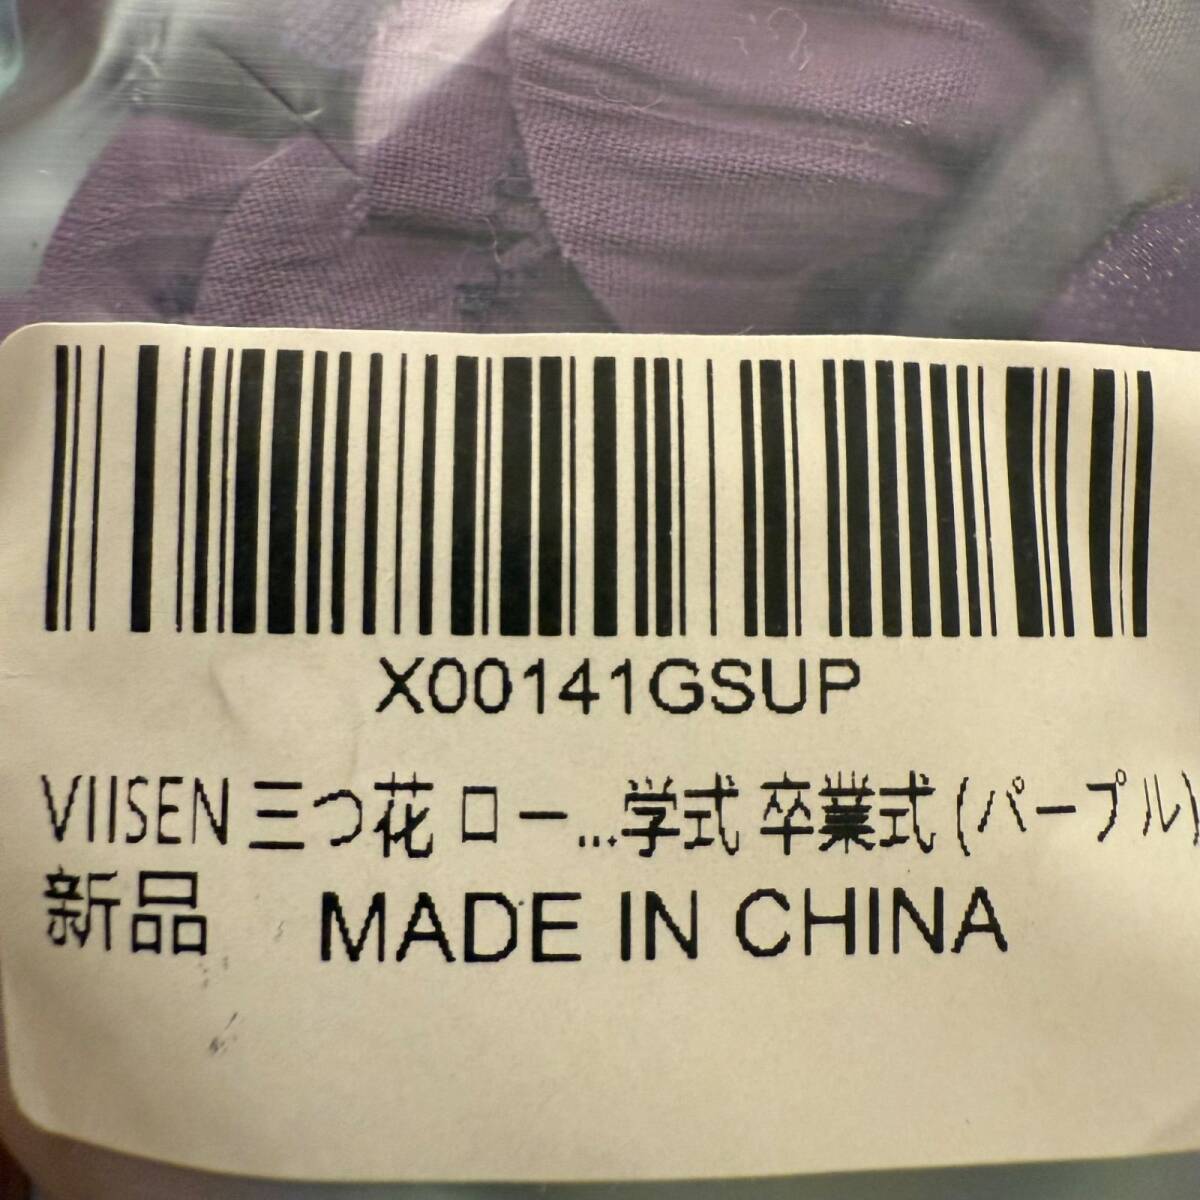 X00141GSUP
VIISEN 三つ花 ロー...学式 卒業式 (パープル)
新品 MADE IN CHINA